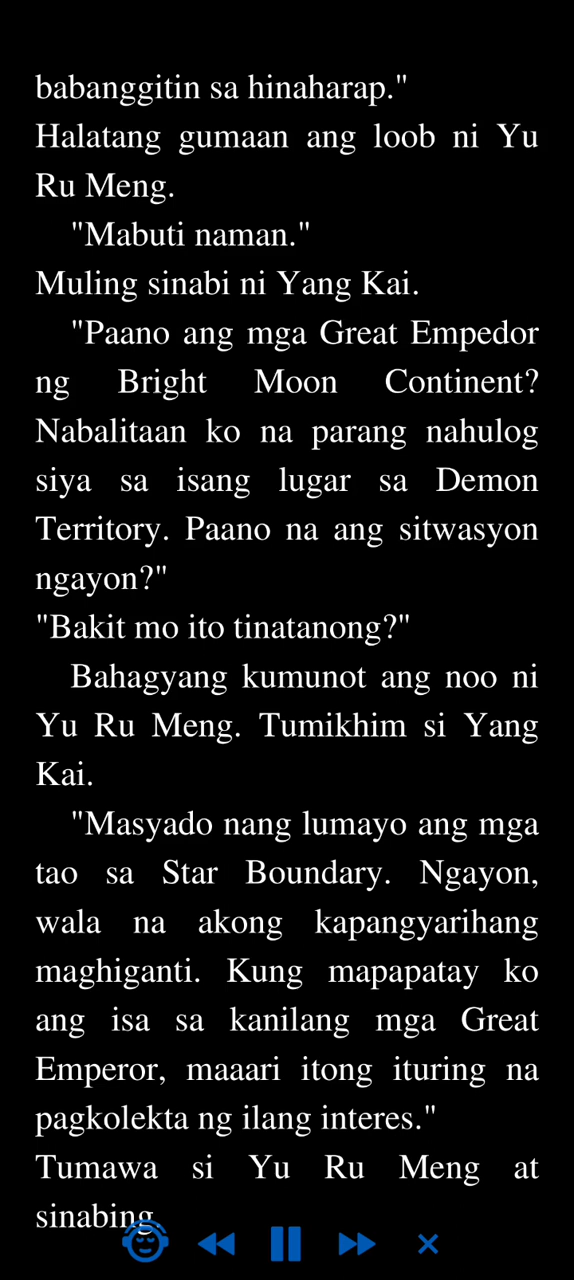 babanggitin sa hinaharap."
Halatang gumaan ang loob ni Yu
Ru Meng.
"Mabuti naman."
Muling sinabi ni Yang Kai.
"Paano ang mga Great Empedor
ng Bright Moon Continent?
Nabalitaan ko na parang nahulog
siya sa isang lugar sa Demon
Territory. Paano na ang sitwasyon
ngayon?"
"Bakit mo ito tinatanong?"
Bahagyang kumunot ang noo ni
Yu Ru Meng. Tumikhim si Yang
Kai.
"Masyado nang lumayo ang mga
tao sa Star Boundary. Ngayon,
wala na akong kapangyarihang
maghiganti. Kung mapapatay ko
ang isa sa kanilang mga Great
Emperor, maaari itong ituring na
pagkolekta ng ilang interes."
Tumawa si Yu Ru Meng at
sinabing,